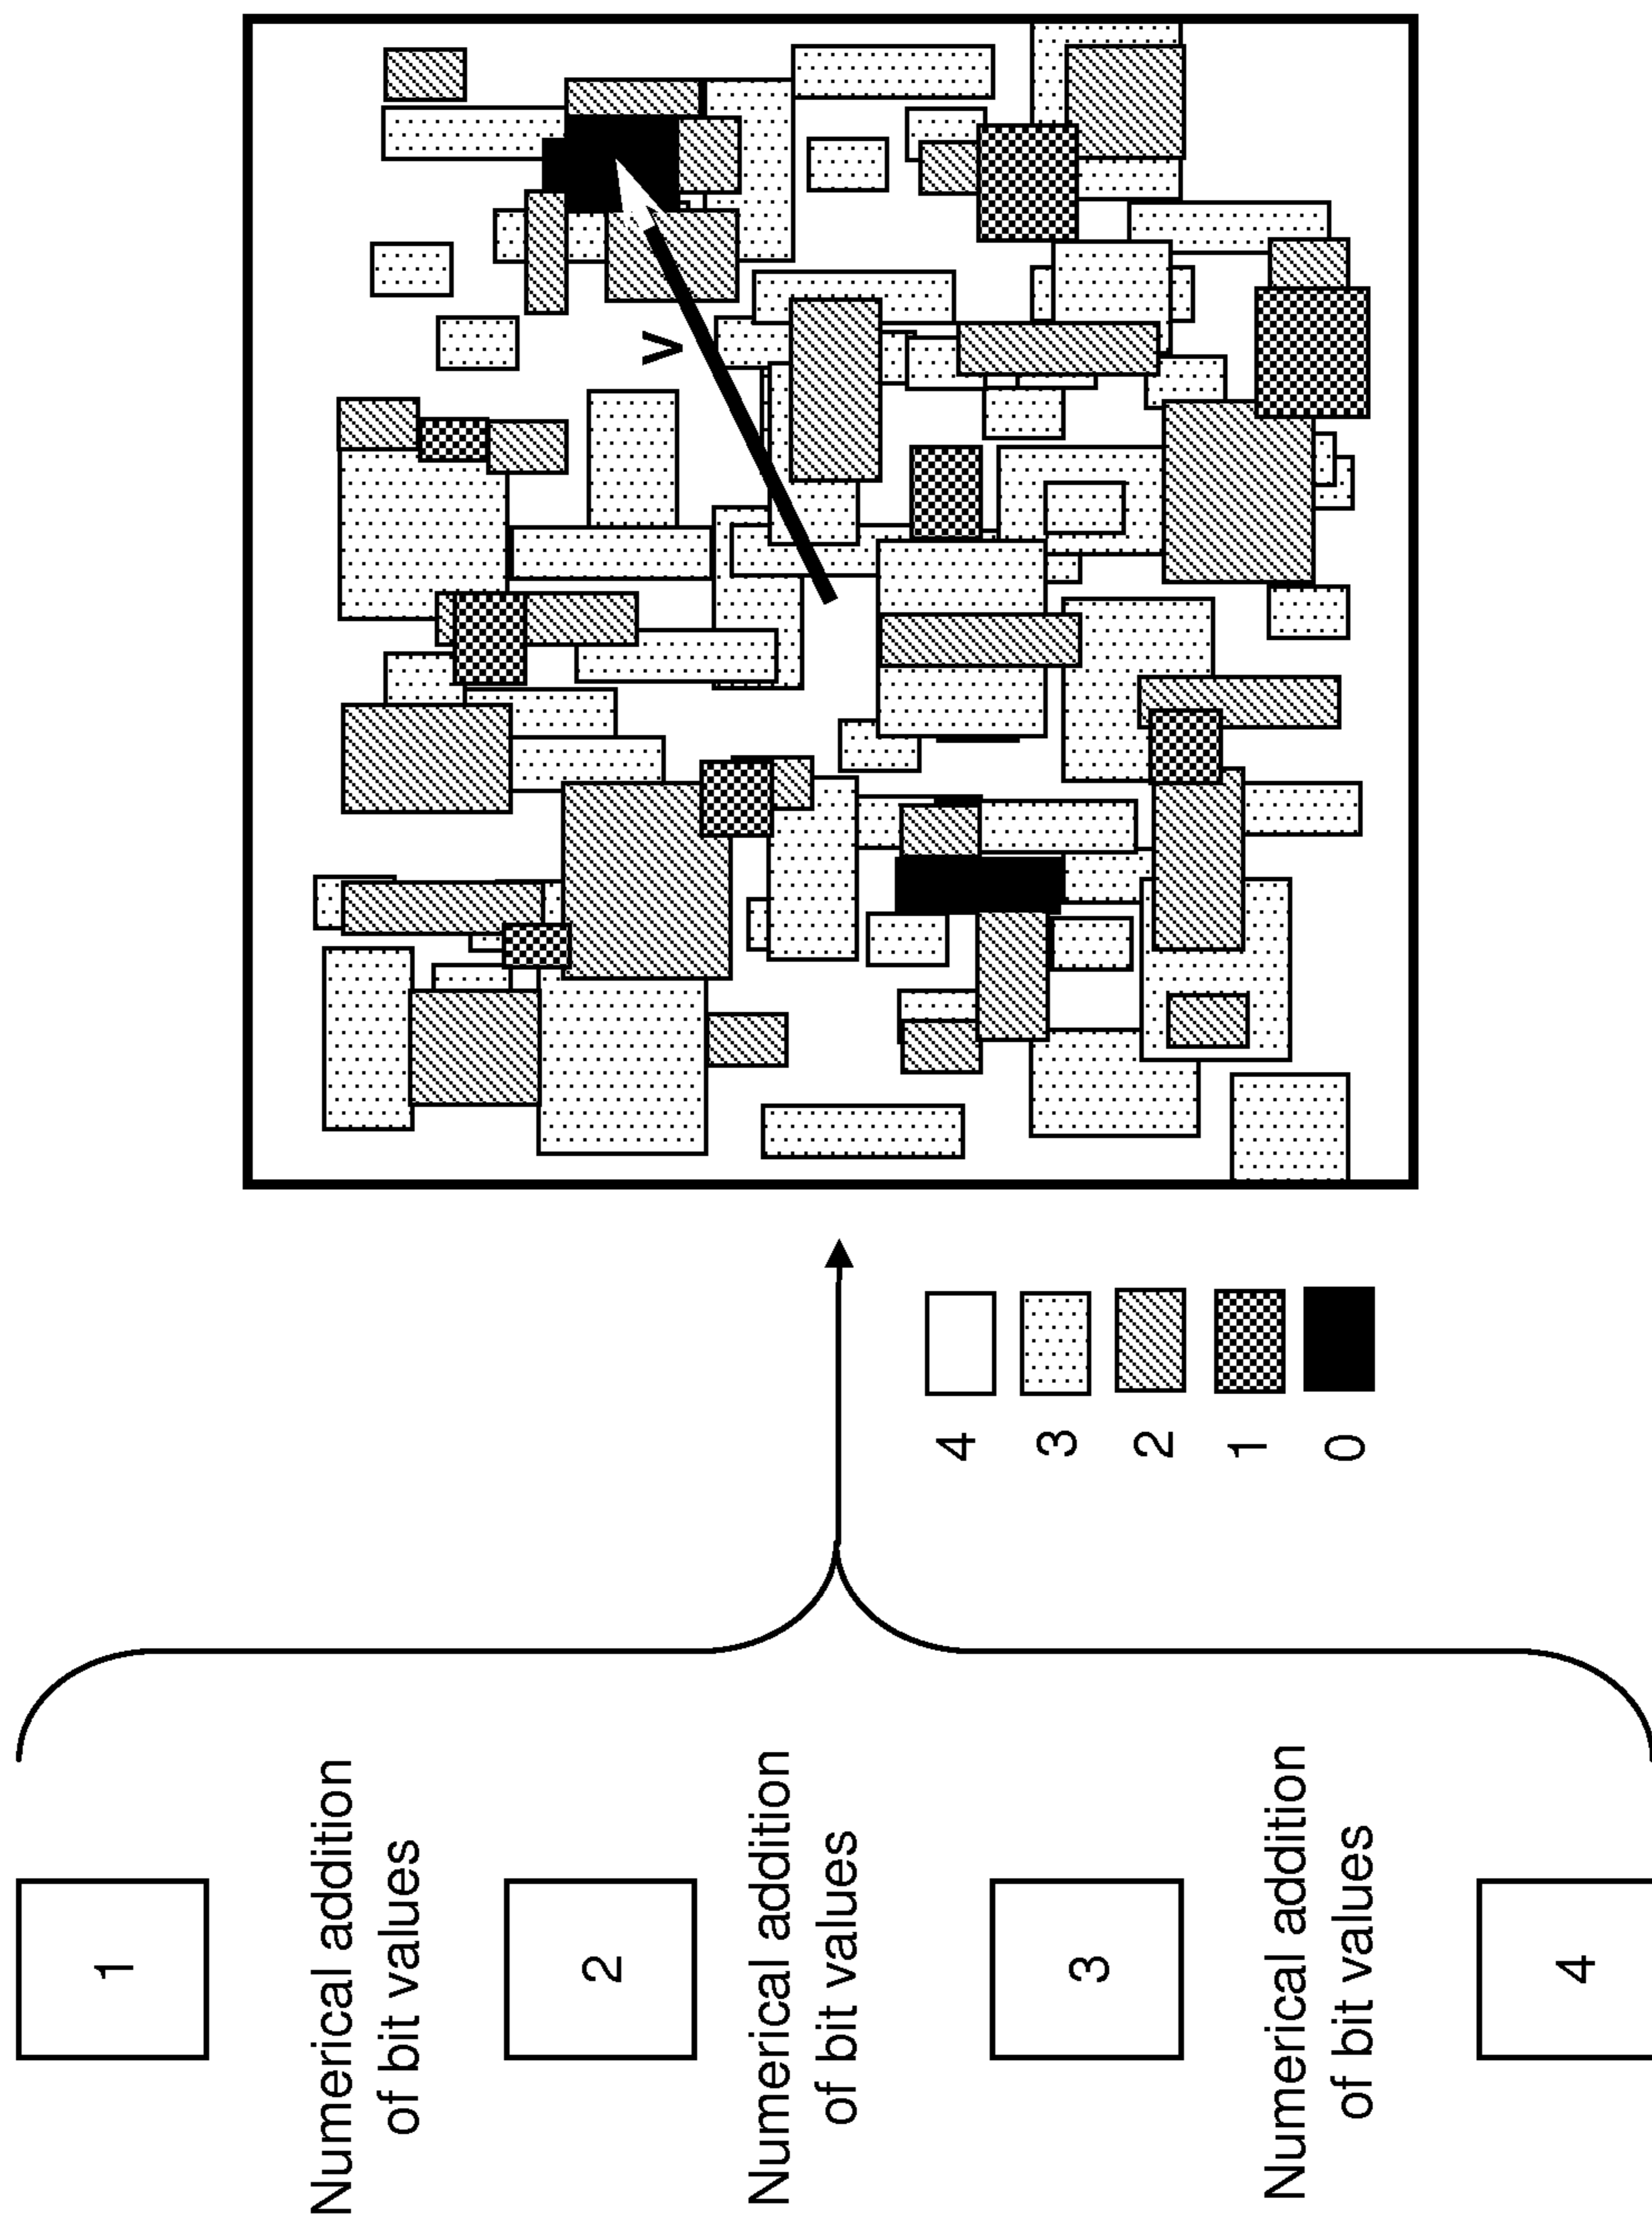 1
Numerical addition
of bit values
2
Numerical addition
of bit values
3
Numerical addition
of bit values
4
4
3
2
1
0
V